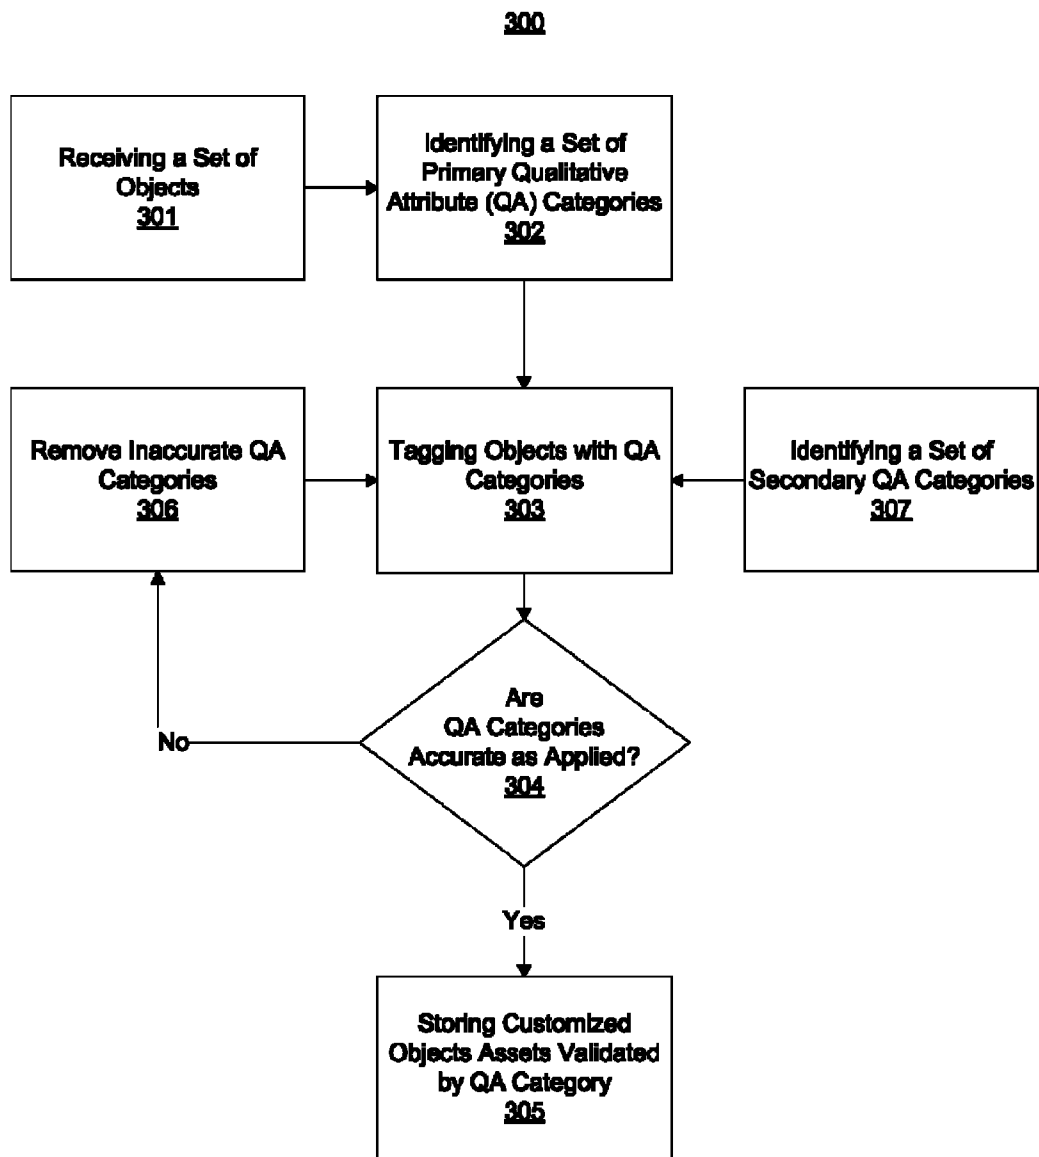 300
Receiving a Set of
Objects
301
Identifying a Set of
Primary Qualitative
Attribute (QA) Categories
302
Remove Inaccurate QA
Categories
306
Tagging Objects with QA
Categories
303
Identifying a Set of
Secondary QA Categories
307
Are
QA Categories
Accurate as Applied?
304
No
Yes
Storing Customized
Objects Assets Validated
by QA Category
305